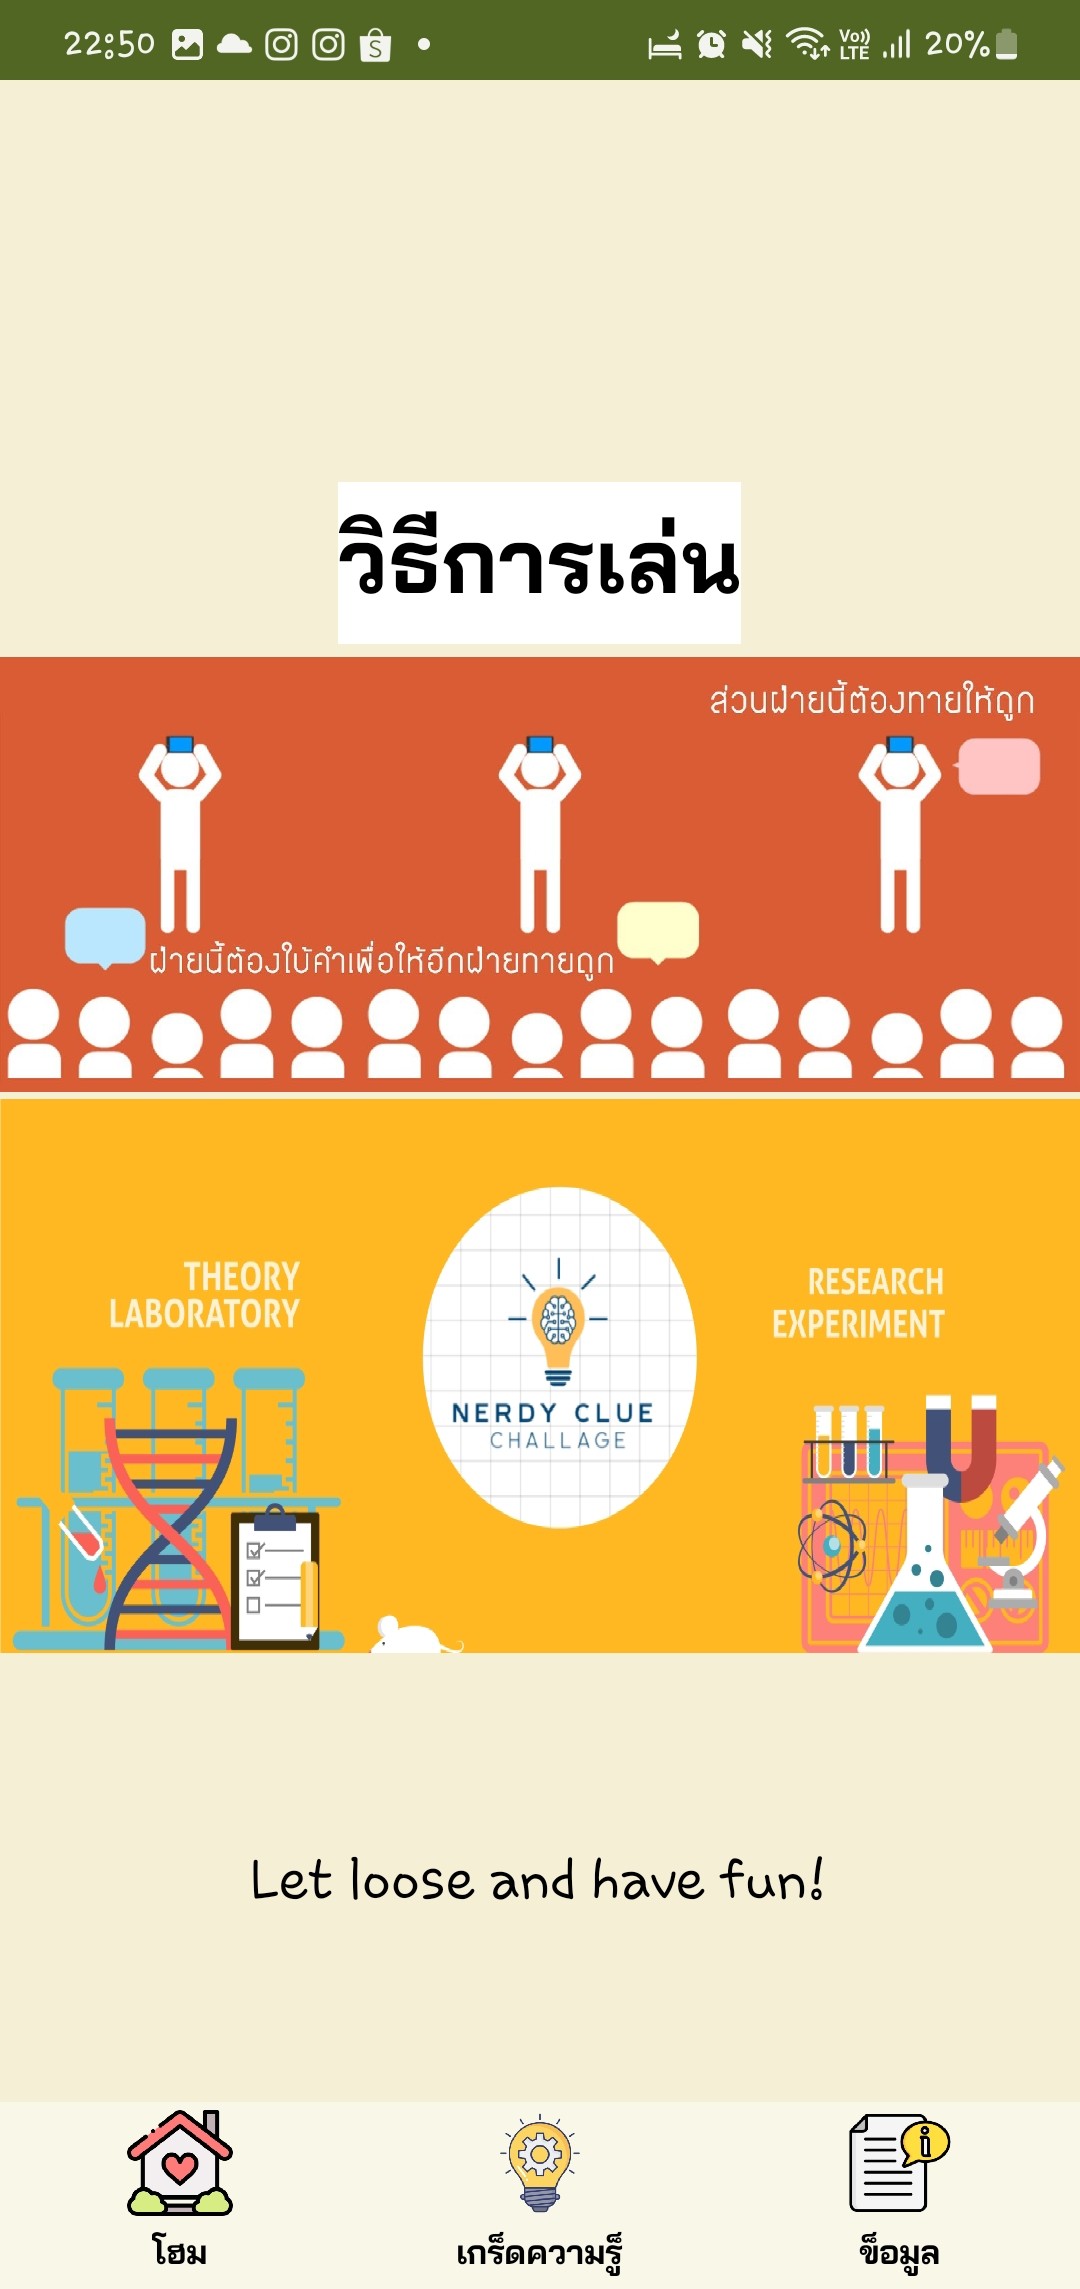 22:50
Vo))
LTE
20%
วิธีการเล่น
ส่วนฝ่ายนี้ต้องทายให้ถูก
ฝ่ายนี้ต้องใบ้คำเพื่อให้อีกฝ่ายทายถูก
THEORY
LABORATORY
RESEARCH
EXPERIMENT
NERDY CLUE
CHALLAGE
Let loose and have fun!
โฮม
เกร็ดความรู้
ข้อมูล